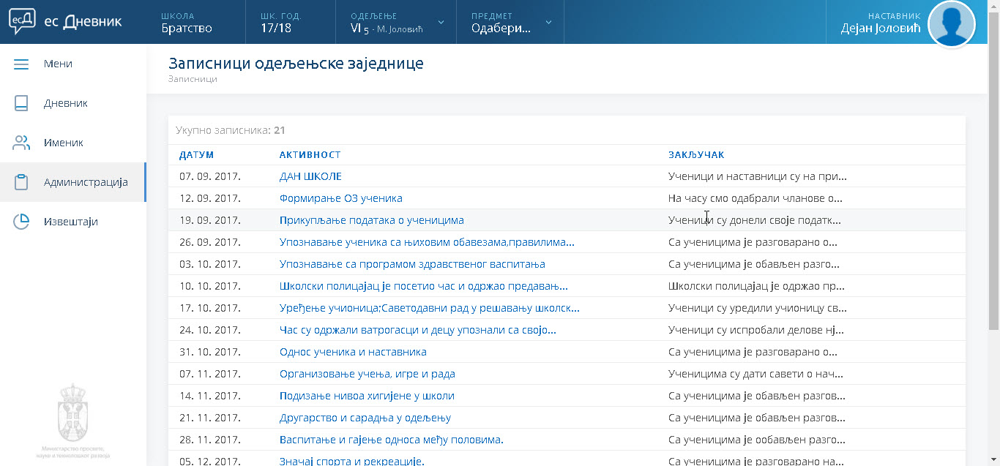 есД ес Дневник
ШКОЛА
Братство
ШК. ГОД.
17/18
ОДЕЉЕЊЕ
VI 5 - М. Јоловић
ПРЕДМЕТ
Одабери...
НАСТАВНИК
Дејан Јоловић
Мени
Дневник
Именик
Администрација
Извештаји
Министарство просвете,
науке и технолошког развоја
Записници одељењске заједнице
Записници
Укупно записника: 21
ДАТУМ АКТИВНОСТ ЗАКЉУЧАК
07. 09. 2017. ДАН ШКОЛЕ Ученици и наставници су на при...
12. 09. 2017. Формирање ОЗ ученика На часу смо одабрали чланове о...
19. 09. 2017. Прикупљање података о ученицима Ученици су донели своје податк...
26. 09. 2017. Упознавање ученика са њиховим обавезама,правилима... Са ученицима је разговарано о...
03. 10. 2017. Упознавање са програмом здравственог васпитања Са ученицима је обављен разго...
10. 10. 2017. Школски полицајац је посетио час и одржао предавањ... Школски полицајац је одржао пр...
17. 10. 2017. Уређење учионица;Саветодавни рад у решавању школск... Ученици су уредили учионицу св...
24. 10. 2017. Час су одржали ватрогасци и децу упознали са својо... Ученици су испробали делове нј...
31. 10. 2017. Однос ученика и наставника Са ученицима је разговарано о...
07. 11. 2017. Организовање учења, игре и рада Ученицима су дати савети о нач...
14. 11. 2017. Подизање нивоа хигијене у школи Са ученицима је обављен разгов...
21. 11. 2017. Другарство и сарадња у одељењу Са ученицима је обављен разгов...
28. 11. 2017. Васпитање и гајење односа међу половима. Са ученицима је ообављен разго...
05. 12. 2017. Значај спорта и рекреације. Са ученицима је разговарано на...